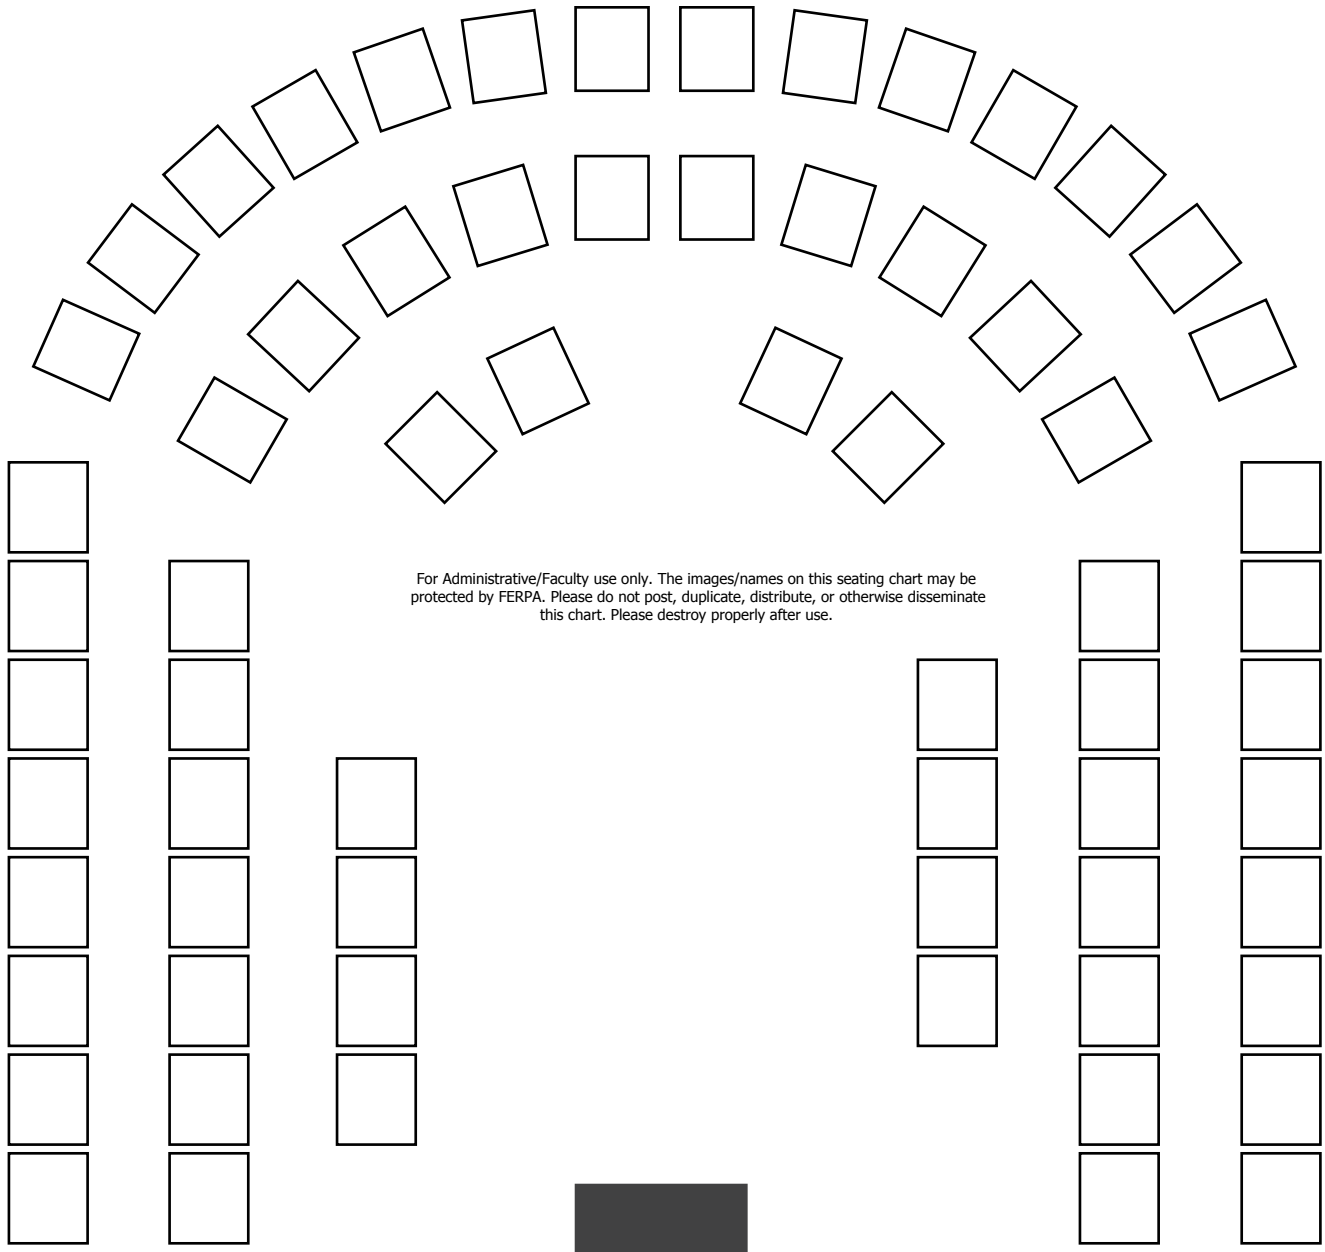 For Administrative/Faculty use only. The images/names on this seating chart may be
protected by FERPA. Please do not post, duplicate, distribute, or otherwise disseminate
this chart. Please destroy properly after use.